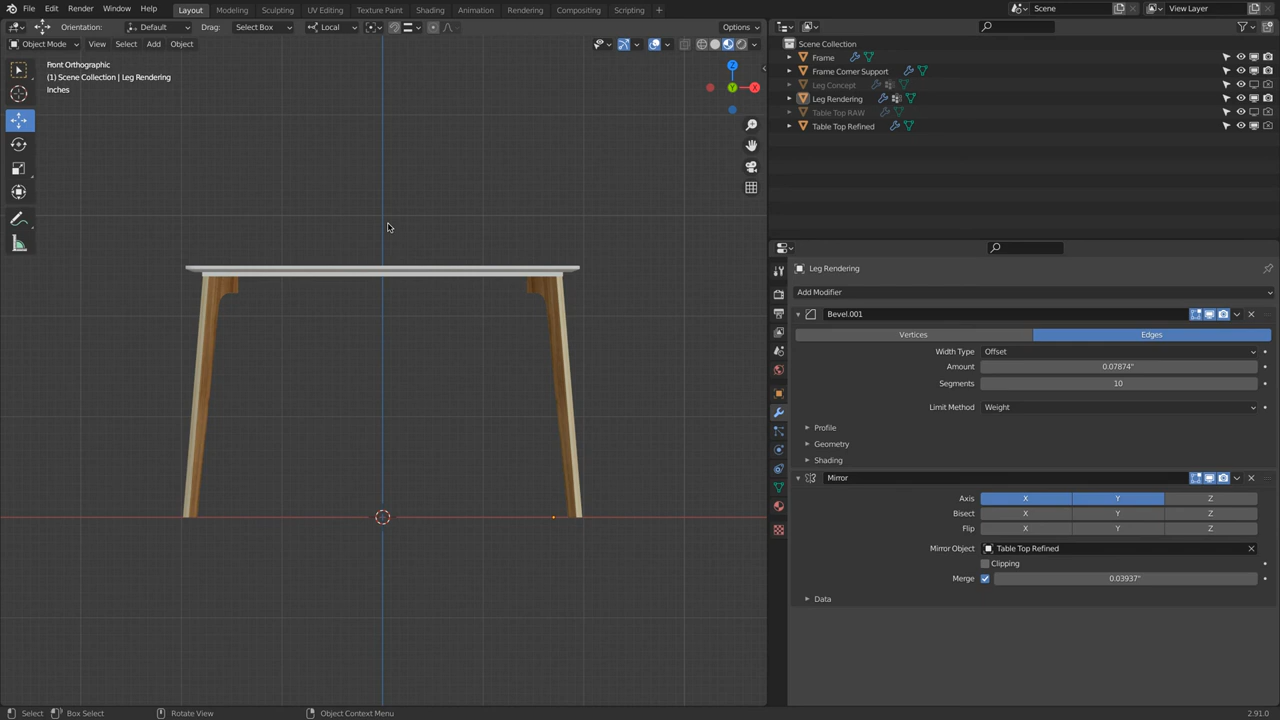 File Edit Render Window Help Layout Modeling Sculpting UV Editing Texture Paint Shading Animation Rendering Compositing Scripting + Scene View Layer
Orientation: Default Drag: Select Box Local Options
Object Mode View Select Add Object
Front Orthographic
(1) Scene Collection | Leg Rendering
Inches
Z
Y
X
Scene Collection
Frame
Frame Corner Support
Leg Concept
Leg Rendering
Table Top RAW
Table Top Refined
Leg Rendering
Add Modifier
Bevel.001
Vertices Edges
Width Type Offset
Amount 0.07874"
Segments 10
Limit Method Weight
Profile
Geometry
Shading
Mirror
Axis X Y Z
Bisect X Y Z
Flip X Y Z
Mirror Object Table Top Refined
Clipping
Merge 0.03937"
Data
Select Box Select Rotate View Object Context Menu 2.91.0